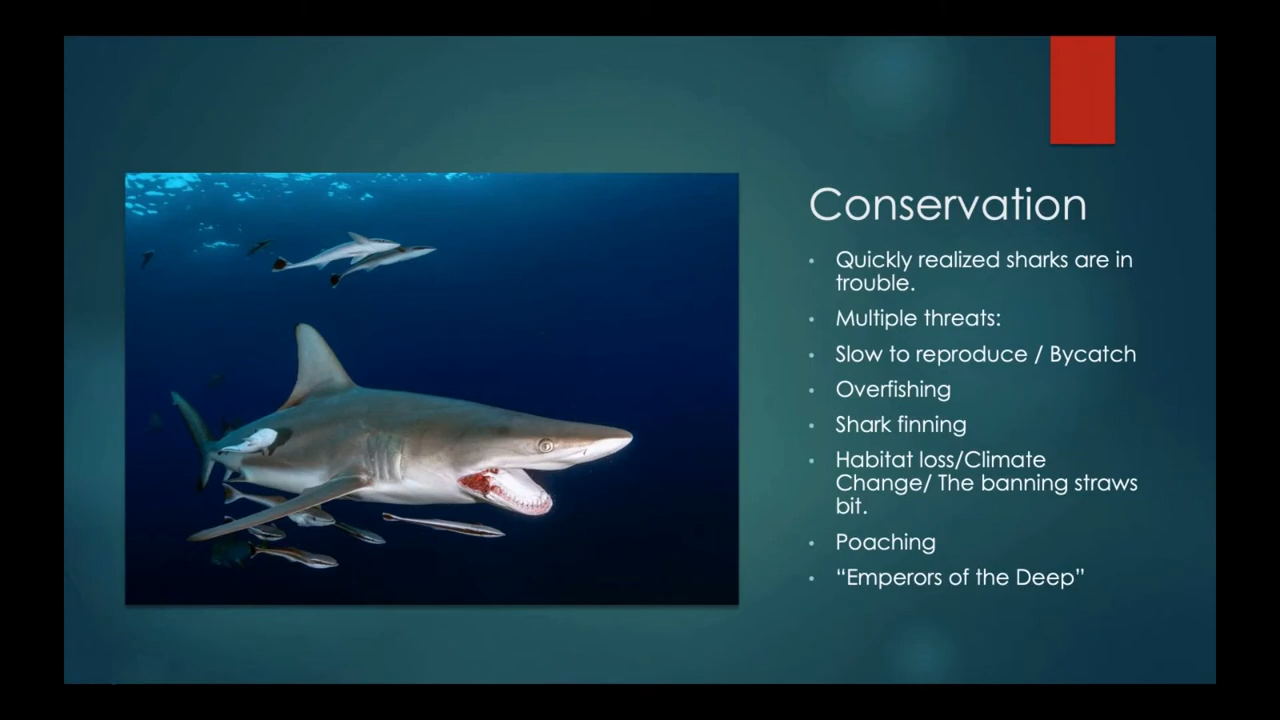 Conservation
Quickly realized sharks are in
trouble.
Multiple threats:
Slow to reproduce / Bycatch
Overfishing
Shark finning
Habitat loss/Climate
Change/ The banning straws
bit.
Poaching
“Emperors of the Deep”